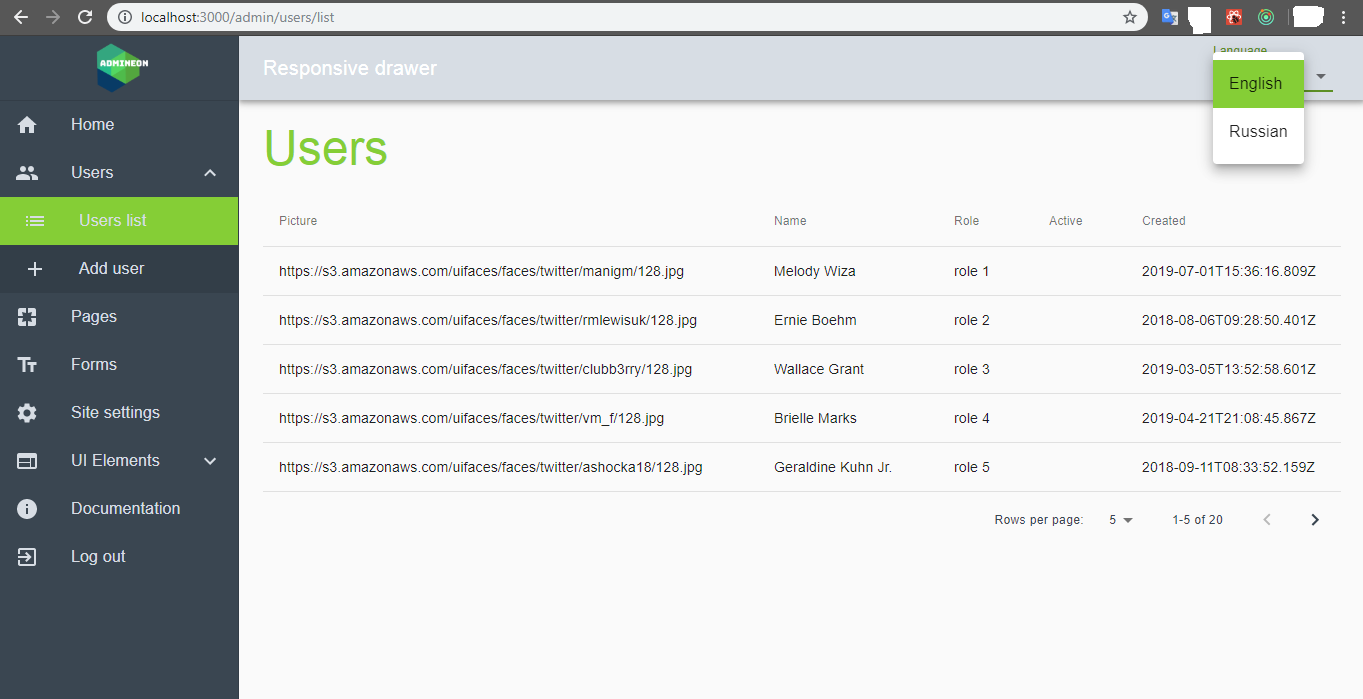 localhost:3000/admin/users/list
ADMINEON
Responsive drawer
Language
English
Russian
Home
Users
Users list
Add user
Pages
Forms
Site settings
UI Elements
Documentation
Log out
Users
Picture Name Role Active Created
https://s3.amazonaws.com/uifaces/faces/twitter/manigm/128.jpg Melody Wiza role 1 2019-07-01T15:36:16.809Z
https://s3.amazonaws.com/uifaces/faces/twitter/rmlewisuk/128.jpg Ernie Boehm role 2 2018-08-06T09:28:50.401Z
https://s3.amazonaws.com/uifaces/faces/twitter/clubb3rry/128.jpg Wallace Grant role 3 2019-03-05T13:52:58.601Z
https://s3.amazonaws.com/uifaces/faces/twitter/vm_f/128.jpg Brielle Marks role 4 2019-04-21T21:08:45.867Z
https://s3.amazonaws.com/uifaces/faces/twitter/ashocka18/128.jpg Geraldine Kuhn Jr. role 5 2018-09-11T08:33:52.159Z
Rows per page: 5 1-5 of 20